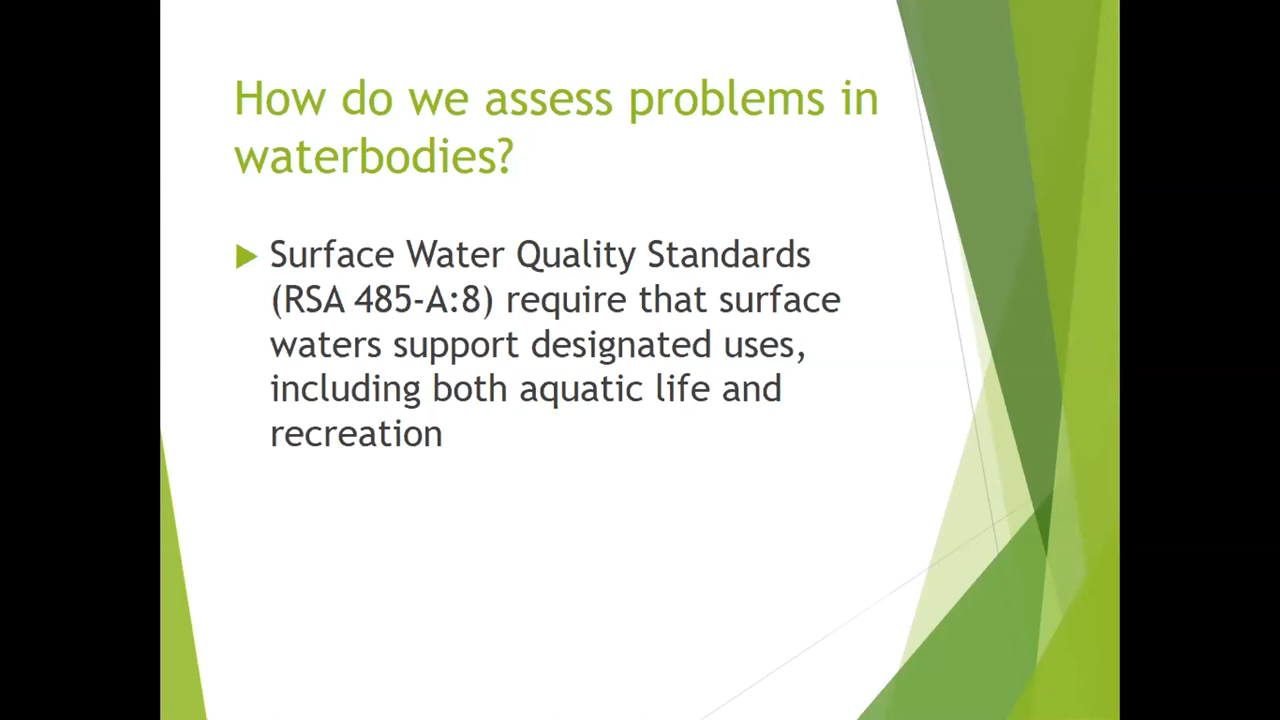 How do we assess problems in
waterbodies?
Surface Water Quality Standards
(RSA 485-A:8) require that surface
waters support designated uses,
including both aquatic life and
recreation